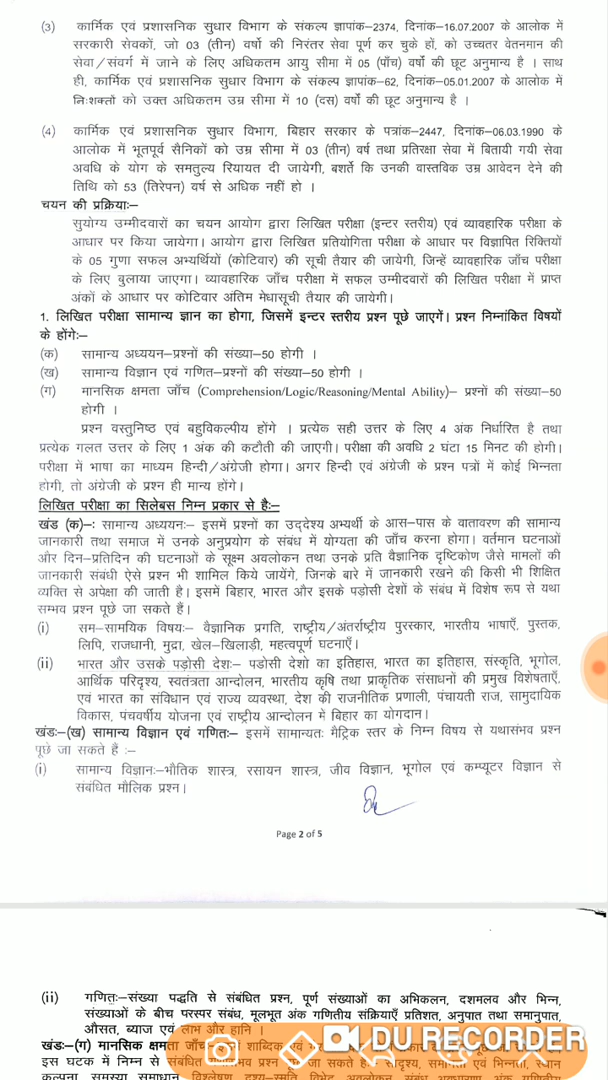 (3) कार्मिक एवं प्रशासनिक सुधार विभाग के संकल्प ज्ञापांक–2374, दिनांक–16.07.2007 के आलोक में
सरकारी सेवकों, जो 03 (तीन) वर्षो की निरंतर सेवा पूर्ण कर चुके हों, को उच्चतर वेतनमान की
सेवा/संवर्ग में जाने के लिए अधिकतम आयु सीमा में 05 (पाँच) वर्षो की छूट अनुमान्य है । साथ
ही, कार्मिक एवं प्रशासनिक सुधार विभाग के संकल्प ज्ञापांक–62, दिनांक–05.01.2007 के आलोक में
निःशक्तों को उक्त अधिकतम उम्र सीमा में 10 (दस) वर्षो की छूट अनुमान्य है ।
(4) कार्मिक एवं प्रशासनिक सुधार विभाग, बिहार सरकार के पत्रांक–2447, दिनांक–06.03.1990 के
आलोक में भूतपूर्व सैनिकों को उम्र सीमा में 03 (तीन) वर्ष तथा प्रतिरक्षा सेवा में बितायी गयी सेवा
अवधि के योग के समतुल्य रियायत दी जायेगी, बशर्ते कि उनकी वास्तविक उम्र आवेदन देने की
तिथि को 53 (तिरेपन) वर्ष से अधिक नहीं हो ।
चयन की प्रक्रियाः–
सुयोग्य उम्मीदवारों का चयन आयोग द्वारा लिखित परीक्षा (इन्टर स्तरीय) एवं व्यावहारिक परीक्षा के
आधार पर किया जायेगा। आयोग द्वारा लिखित प्रतियोगिता परीक्षा के आधार पर विज्ञापित रिक्तियों
के 05 गुणा सफल अभ्यर्थियों (कोटिवार) की सूची तैयार की जायेगी, जिन्हें व्यावहारिक जाँच परीक्षा
के लिए बुलाया जाएगा। व्यावहारिक जाँच परीक्षा में सफल उम्मीदवारों की लिखित परीक्षा में प्राप्त
अंकों के आधार पर कोटिवार अंतिम मेधासूची तैयार की जायेगी।
1. लिखित परीक्षा सामान्य ज्ञान का होगा, जिसमें इन्टर स्तरीय प्रश्न पूछे जाएगें। प्रश्न निम्नांकित विषयों
के होंगेः–
(क) सामान्य अध्ययन–प्रश्नों की संख्या–50 होगी ।
(ख) सामान्य विज्ञान एवं गणित–प्रश्नों की संख्या–50 होगी ।
(ग) मानसिक क्षमता जाँच (Comprehension/Logic/Reasoning/Mental Ability)– प्रश्नों की संख्या–50
होगी ।
प्रश्न वस्तुनिष्ठ एवं बहुविकल्पीय होंगे । प्रत्येक सही उत्तर के लिए 4 अंक निर्धारित है तथा
प्रत्येक गलत उत्तर के लिए 1 अंक की कटौती की जाएगी। परीक्षा की अवधि 2 घंटा 15 मिनट की होगी।
परीक्षा में भाषा का माध्यम हिन्दी/अंग्रेजी होगा। अगर हिन्दी एवं अंग्रेजी के प्रश्न पत्रों में कोई भिन्नता
होगी, तो अंग्रेजी के प्रश्न ही मान्य होंगे।
लिखित परीक्षा का सिलेबस निम्न प्रकार से हैः–
खंड (क)–ः सामान्य अध्ययनः– इसमें प्रश्नों का उद्देश्य अभ्यर्थी के आस–पास के वातावरण की सामान्य
जानकारी तथा समाज में उनके अनुप्रयोग के संबंध में योग्यता की जाँच करना होगा। वर्तमान घटनाओं
और दिन–प्रतिदिन की घटनाओं के सूक्ष्म अवलोकन तथा उनके प्रति वैज्ञानिक दृष्टिकोण जैसे मामलों की
जानकारी संबंधी ऐसे प्रश्न भी शामिल किये जायेंगे, जिनके बारे में जानकारी रखने की किसी भी शिक्षित
व्यक्ति से अपेक्षा की जाती है। इसमें बिहार, भारत और इसके पड़ोसी देशों के संबंध में विशेष रूप से यथा
सम्भव प्रश्न पूछे जा सकते हैं।
(i) सम–सामयिक विषयः– वैज्ञानिक प्रगति, राष्ट्रीय/अंतर्राष्ट्रीय पुरस्कार, भारतीय भाषाएँ, पुस्तक,
लिपि, राजधानी, मुद्रा, खेल–खिलाड़ी, महत्वपूर्ण घटनाएँ।
(ii) भारत और उसके पड़ोसी देशः– पडोसी देशो का इतिहास, भारत का इतिहास, संस्कृति, भूगोल,
आर्थिक परिदृश्य, स्वतंत्रता आन्दोलन, भारतीय कृषि तथा प्राकृतिक संसाधनों की प्रमुख विशेषताएँ,
एवं भारत का संविधान एवं राज्य व्यवस्था, देश की राजनीतिक प्रणाली, पंचायती राज, सामुदायिक
विकास, पंचवर्षीय योजना एवं राष्ट्रीय आन्दोलन में बिहार का योगदान।
खंडः–(ख) सामान्य विज्ञान एवं गणितः– इसमें सामान्यतः मैट्रिक स्तर के निम्न विषय से यथासंभव प्रश्न
पूछे जा सकते हैं :–
(i) सामान्य विज्ञानः–भौतिक शास्त्र, रसायन शास्त्र, जीव विज्ञान, भूगोल एवं कम्प्यूटर विज्ञान से
संबंधित मौलिक प्रश्न।
Page 2 of 5
(ii) गणितः–संख्या पद्धति से संबंधित प्रश्न, पूर्ण संख्याओं का अभिकलन, दशमलव और भिन्न,
संख्याओं के बीच परस्पर संबंध, मूलभूत अंक गणितीय संक्रियाएँ प्रतिशत, अनुपात तथा समानुपात,
औसत, ब्याज एवं लाभ और हानि ।
खंडः–(ग) मानसिक क्षमता जाँच शाब्दिक एवं
DU RECORDER
इस घटक में निम्न से संबंधित प्रश्न जा सकते एवं भिन्नता, स्थान
कल्पना, समस्या समाधान